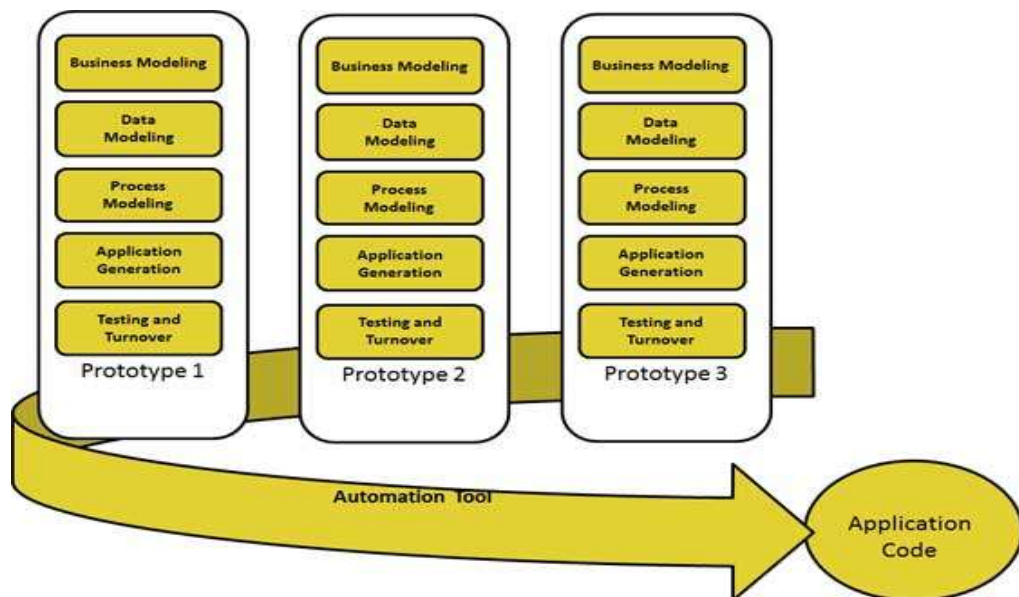 Business Modeling
Data
Modeling
Process
Modeling
Application
Generation
Testing and
Turnover
Prototype 1
Business Modeling
Data
Modeling
Process
Modeling
Application
Generation
Testing and
Turnover
Prototype 2
Business Modeling
Data
Modeling
Process
Modeling
Application
Generation
Testing and
Turnover
Prototype 3
Automation Tool
Application
Code